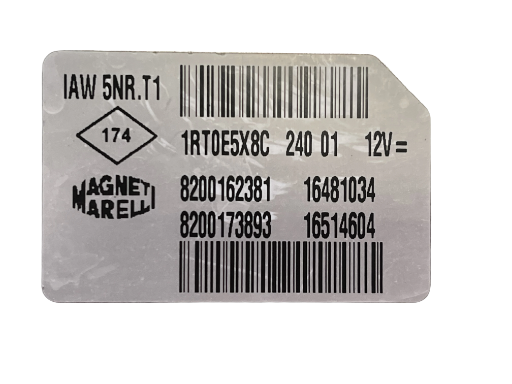 IAW 5NR.T1
174
MAGNETI
MARELLI
1RT0E5X8C 240 01 12V=
8200162381 16481034
8200173893 16514604